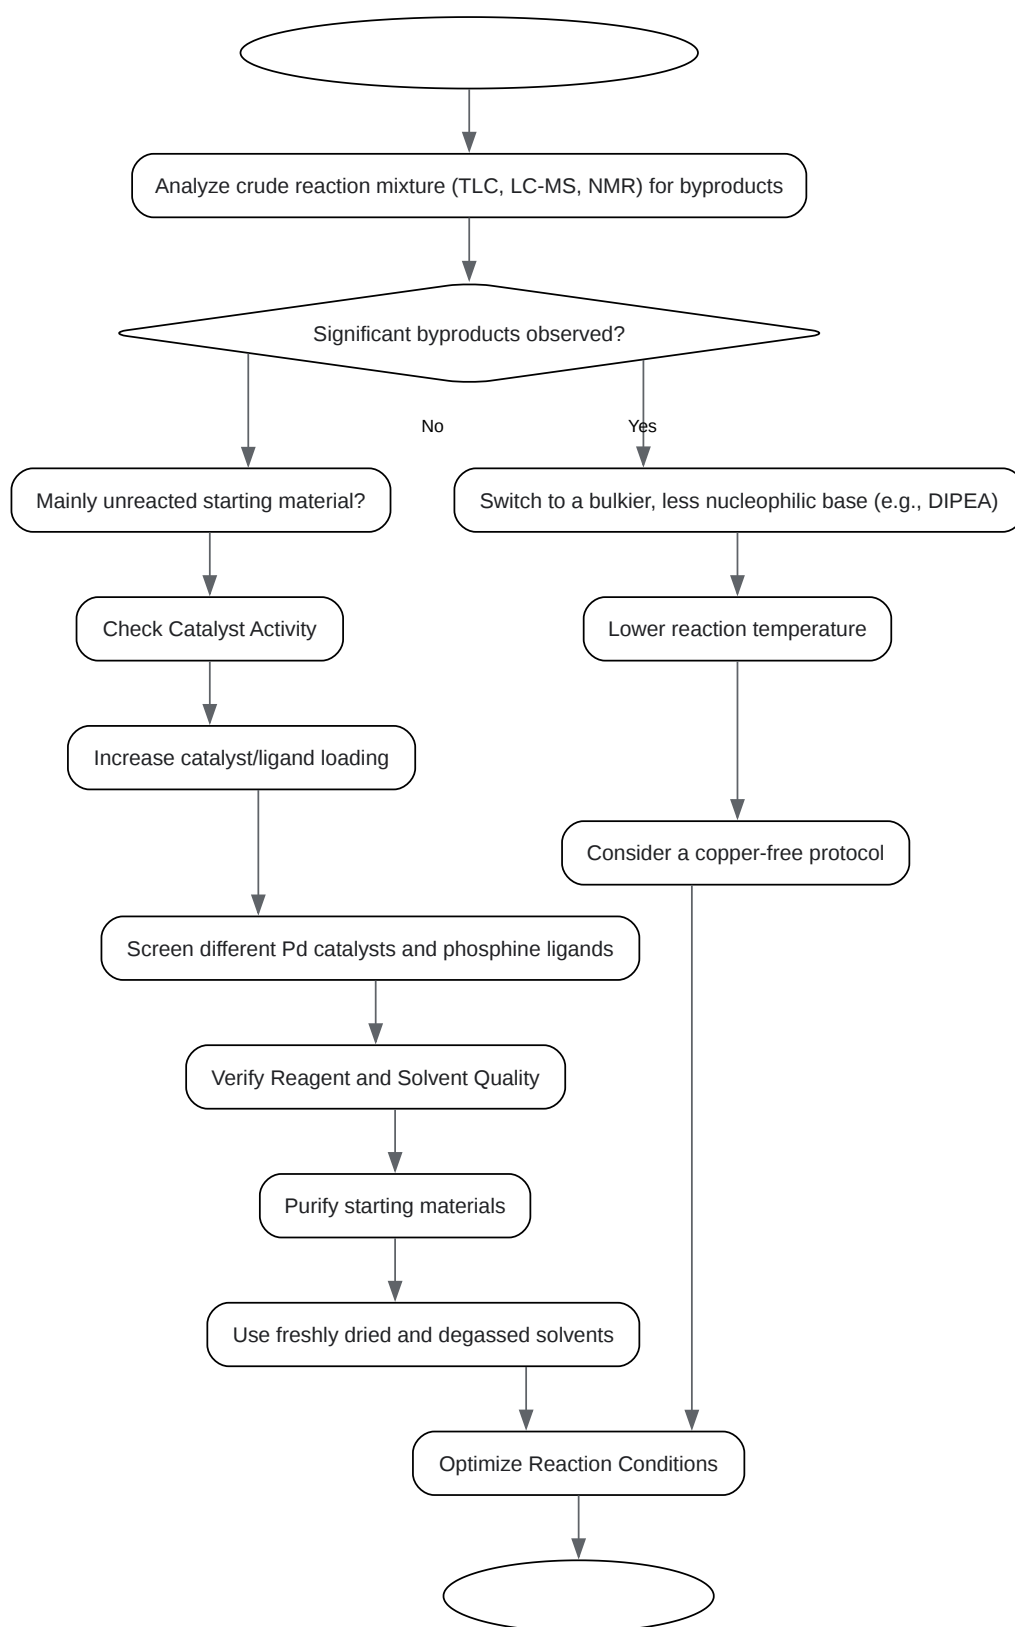 Analyze crude reaction mixture (TLC, LC-MS, NMR) for byproducts
Significant byproducts observed?
No
Yes
Mainly unreacted starting material?
Switch to a bulkier, less nucleophilic base (e.g., DIPEA)
Check Catalyst Activity
Lower reaction temperature
Increase catalyst/ligand loading
Consider a copper-free protocol
Screen different Pd catalysts and phosphine ligands
Verify Reagent and Solvent Quality
Purify starting materials
Use freshly dried and degassed solvents
Optimize Reaction Conditions